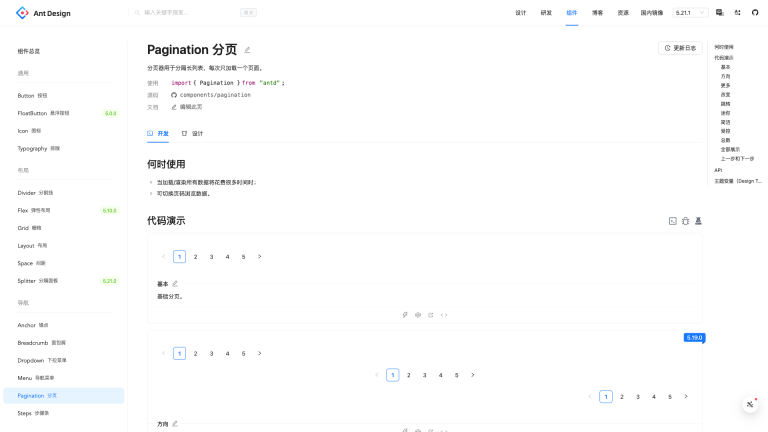 Ant Design
输入关键字搜索...
设计 研发 组件 博客 资源 国内镜像 5.21.1
组件总览
通用
Button 按钮
FloatButton 悬浮按钮 5.0.0
Icon 图标
Typography 排版
布局
Divider 分割线
Flex 弹性布局 5.10.0
Grid 栅格
Layout 布局
Space 间距
Splitter 分隔面板 5.21.0
导航
Anchor 锚点
Breadcrumb 面包屑
Dropdown 下拉菜单
Menu 导航菜单
Pagination 分页
Steps 步骤条
Pagination 分页
更新日志
分页器用于分隔长列表，每次只加载一个页面。
使用 import { Pagination } from "antd";
源码 components/pagination
文档 编辑此页
开发 设计
何时使用
当加载/渲染所有数据将花费很多时间时；
可切换页码浏览数据。
代码演示
1 2 3 4 5
基本
基础分页。
5.19.0
1 2 3 4 5
1 2 3 4 5
1 2 3 4 5
方向
何时使用
代码演示
基本
方向
更多
改变
跳转
迷你
简洁
受控
总数
全部展示
上一步和下一步
API
主题变量（Design T...